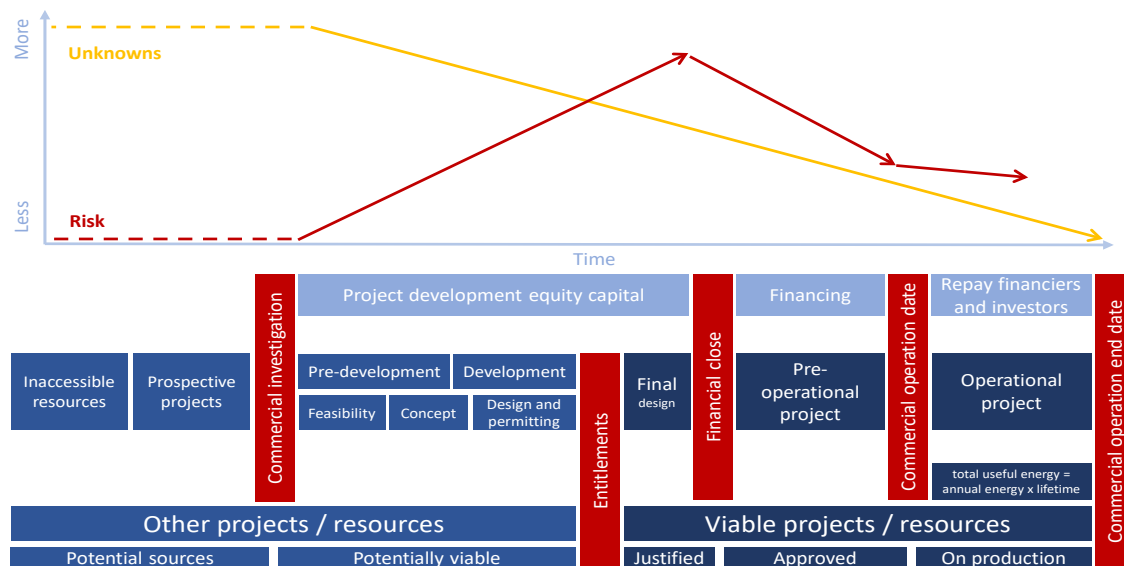 More
Unknowns
Less
Risk
Time
Commercial investigation
Project development equity capital
Financial close
Financing
Commercial operation date
Repay financiers
and investors
Commercial operation end date
Inaccessible
resources
Prospective
projects
Pre-development
Development
Feasibility
Concept
Design and
permitting
Entitlements
Final
design
Pre-
operational
project
Operational
project
total useful energy =
annual energy x lifetime
Other projects / resources
Viable projects / resources
Potential sources
Potentially viable
Justified
Approved
On production